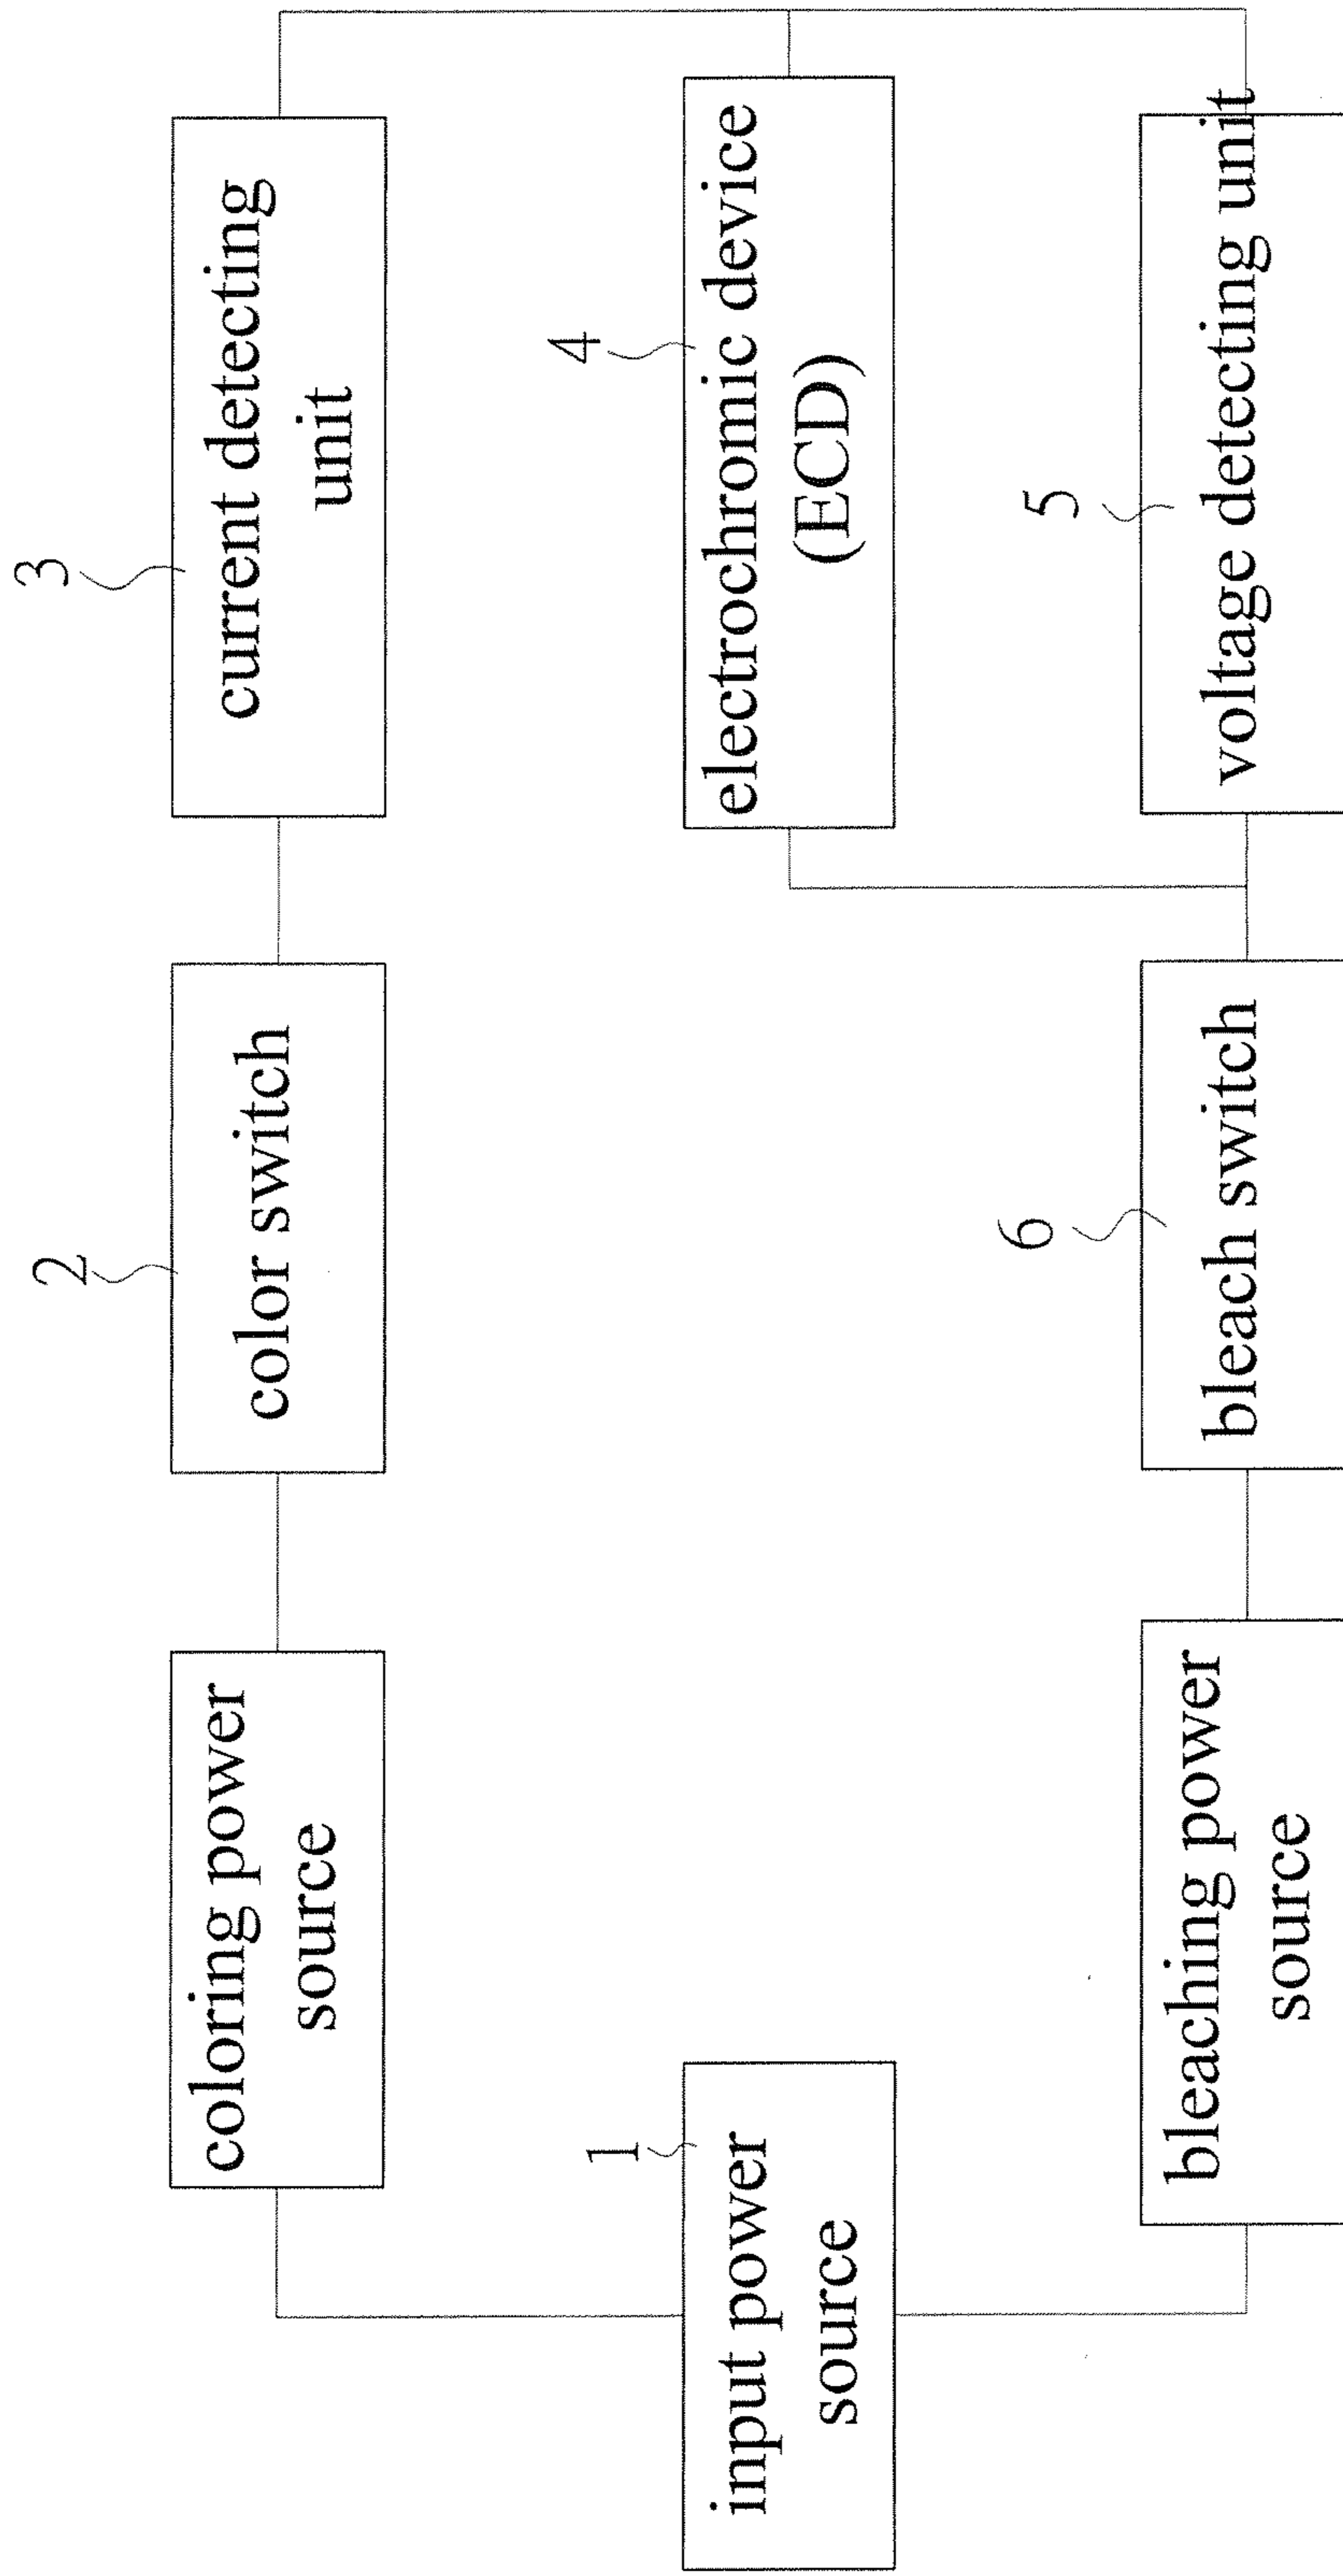 3
current detecting
unit
2
color switch
coloring power
source
4
electrochromic device
(ECD)
1
input power
source
5
voltage detecting unit
6
bleach switch
bleaching power
source